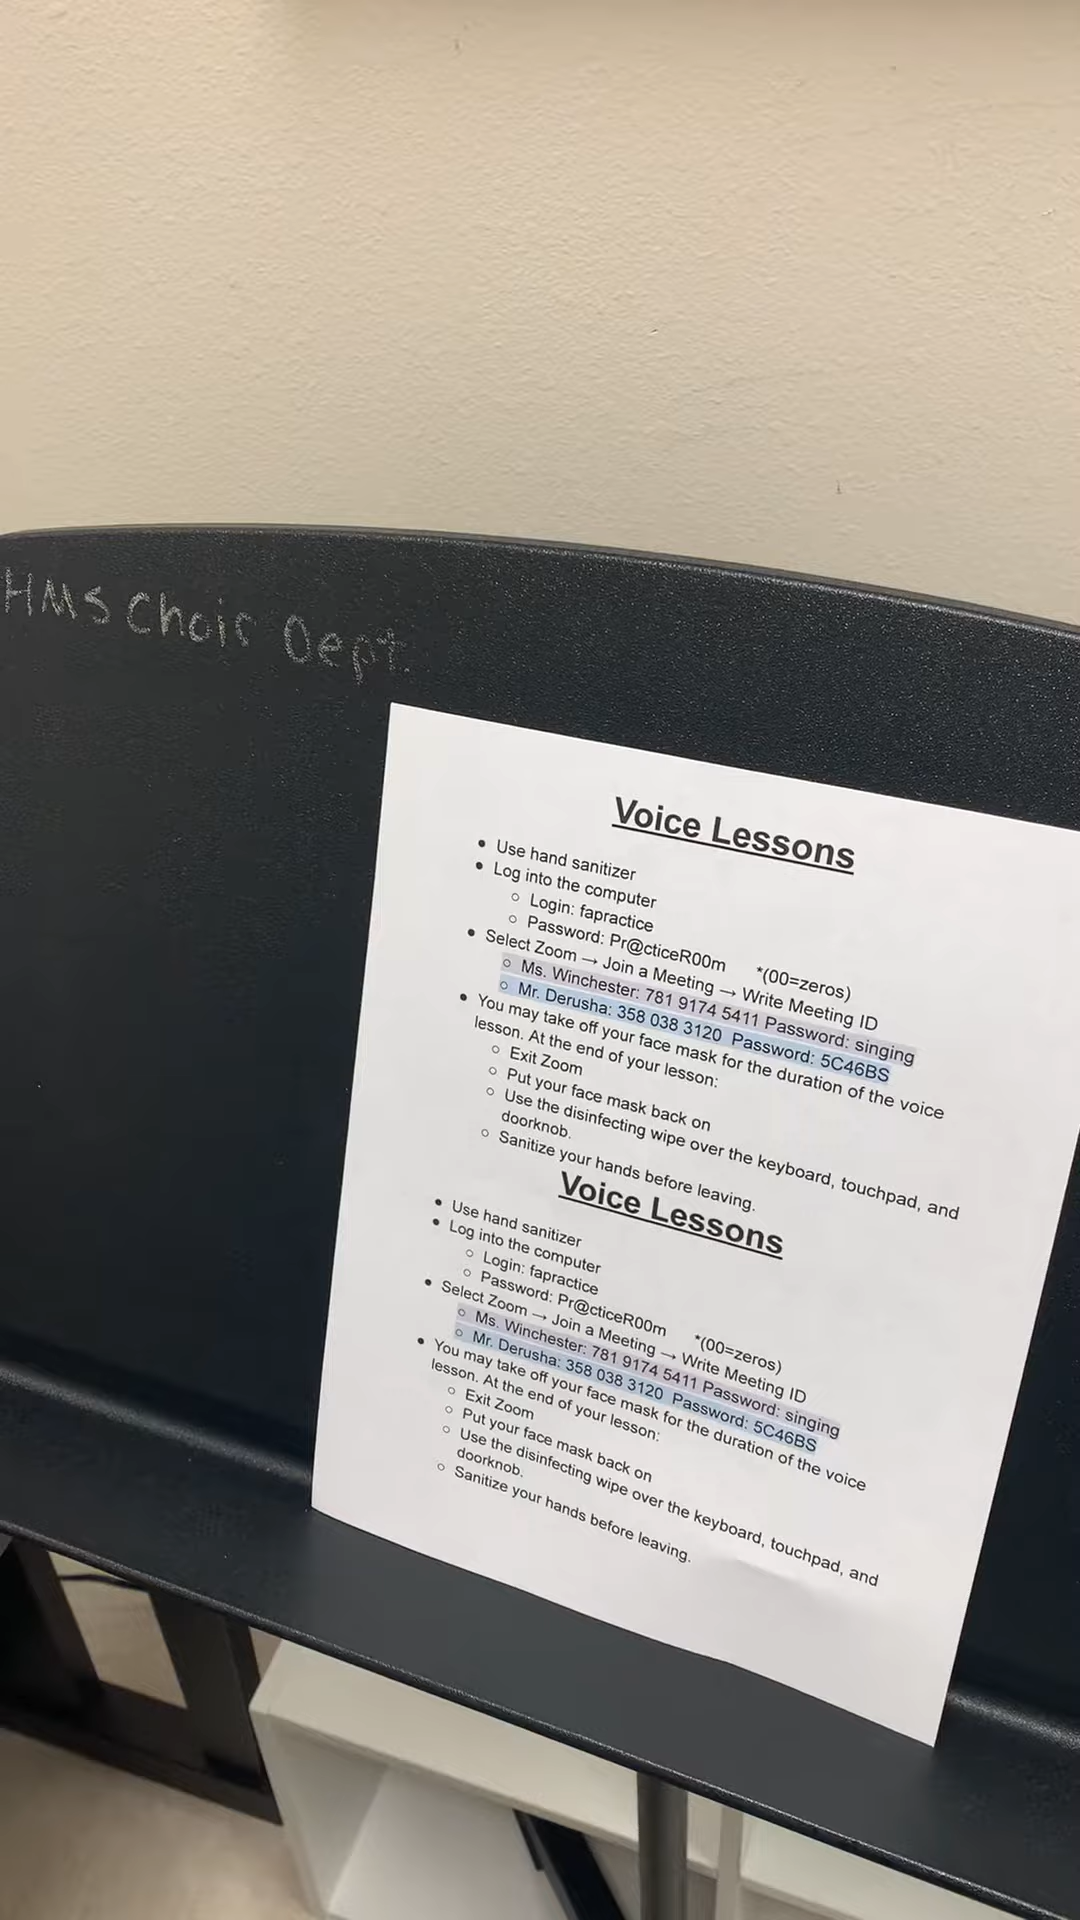 HMS Choir Dept.
Voice Lessons
● Use hand sanitizer
● Log into the computer
○ Login: fapractice
○ Password: Pr@cticeR00m *(00=zeros)
● Select Zoom → Join a Meeting → Write Meeting ID
○ Ms. Winchester: 781 9174 5411 Password: singing
○ Mr. Derusha: 358 038 3120 Password: 5C46BS
● You may take off your face mask for the duration of the voice
lesson. At the end of your lesson:
○ Exit Zoom
○ Put your face mask back on
○ Use the disinfecting wipe over the keyboard, touchpad, and
doorknob.
○ Sanitize your hands before leaving.
Voice Lessons
● Use hand sanitizer
● Log into the computer
○ Login: fapractice
○ Password: Pr@cticeR00m *(00=zeros)
● Select Zoom → Join a Meeting → Write Meeting ID
○ Ms. Winchester: 781 9174 5411 Password: singing
○ Mr. Derusha: 358 038 3120 Password: 5C46BS
● You may take off your face mask for the duration of the voice
lesson. At the end of your lesson:
○ Exit Zoom
○ Put your face mask back on
○ Use the disinfecting wipe over the keyboard, touchpad, and
doorknob.
○ Sanitize your hands before leaving.